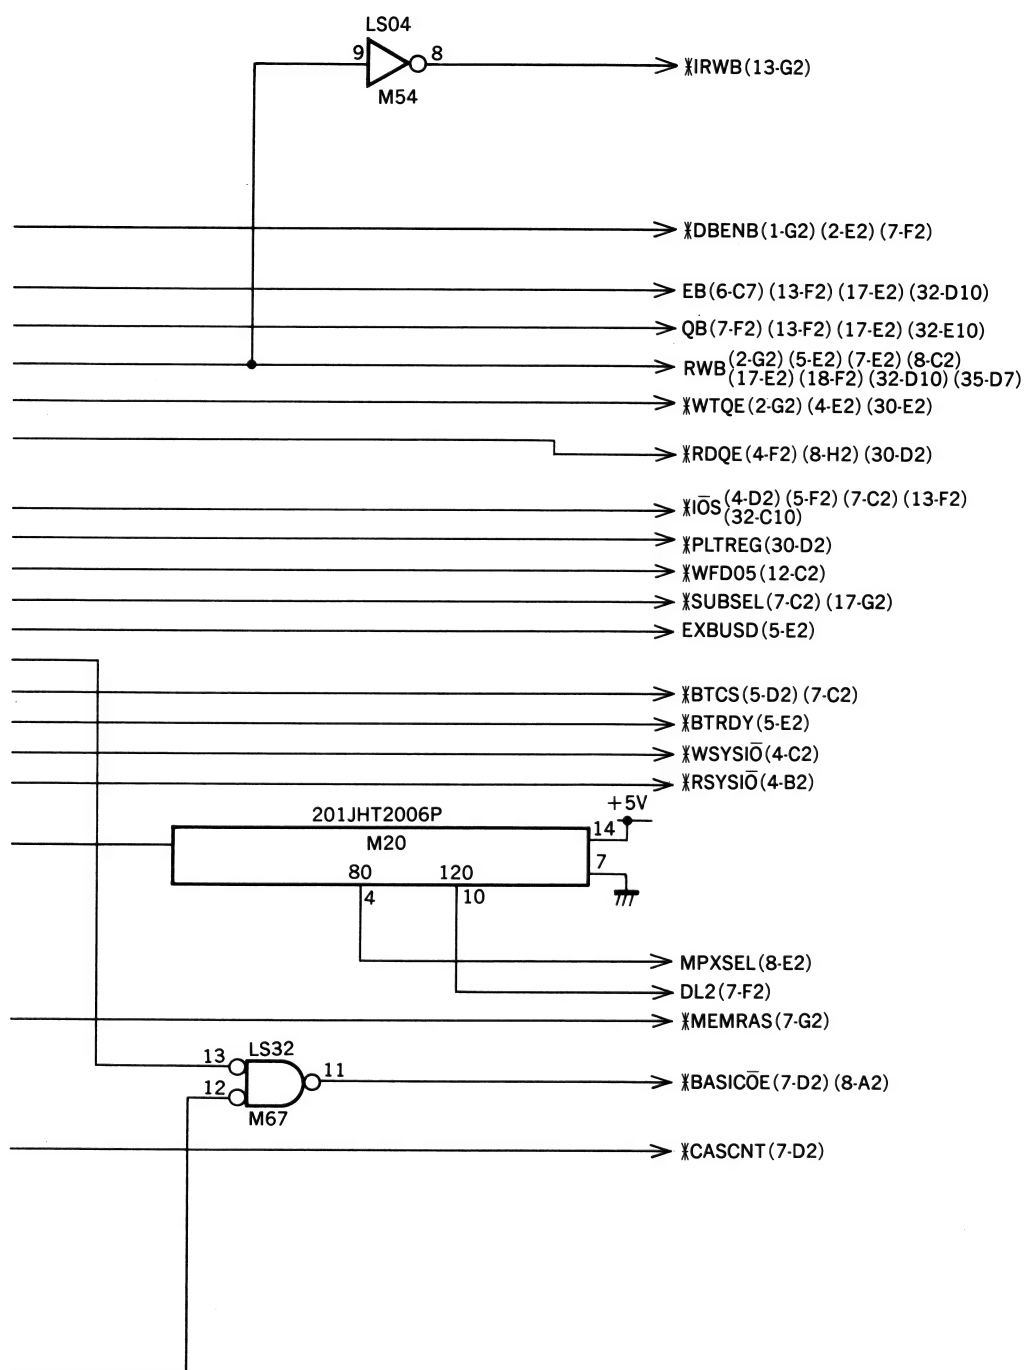 LS04
9
8
M54
*IRWB(13-G2)
*DBENB(1-G2)(2-E2)(7-F2)
EB(6-C7)(13-F2)(17-E2)(32-D10)
QB(7-F2)(13-F2)(17-E2)(32-E10)
RWB(2-G2)(5-E2)(7-E2)(8-C2)
(17-E2)(18-F2)(32-D10)(35-D7)
*WTQE(2-G2)(4-E2)(30-E2)
*RDQE(4-F2)(8-H2)(30-D2)
*IŌS(4-D2)(5-F2)(7-C2)(13-F2)
(32-C10)
*PLTREG(30-D2)
*WFD05(12-C2)
*SUBSEL(7-C2)(17-G2)
EXBUSD(5-E2)
*BTCS(5-D2)(7-C2)
*BTRDY(5-E2)
*WSYSIŌ(4-C2)
*RSYSIŌ(4-B2)
201JHT2006P
+5V
M20
14
7
80
120
4
10
MPXSEL(8-E2)
DL2(7-F2)
*MEMRAS(7-G2)
13
LS32
11
12
M67
*BASICŌE(7-D2)(8-A2)
*CASCNT(7-D2)